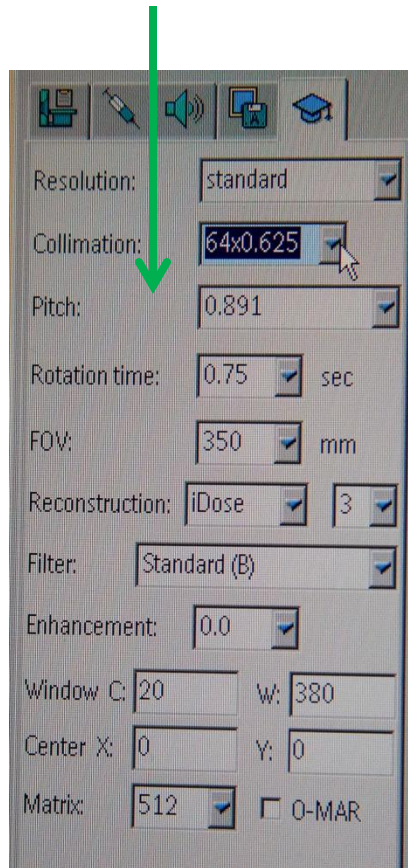 Resolution: standard
Collimation: 64x0.625
Pitch: 0.891
Rotation time: 0.75 sec
FOV: 350 mm
Reconstruction: iDose 3
Filter: Standard (B)
Enhancement: 0.0
Window C: 20 W: 380
Center X: 0 Y: 0
Matrix: 512 O-MAR